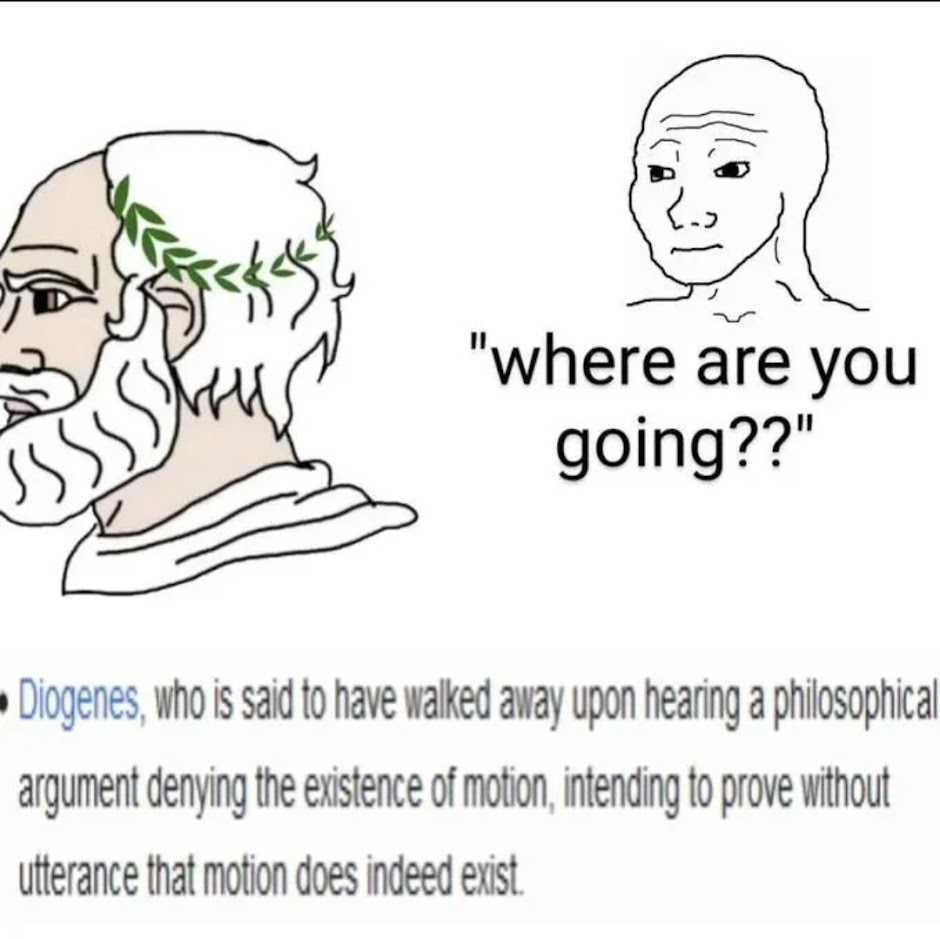 "where are you
going??"
• Diogenes, who is said to have walked away upon hearing a philosophical
argument denying the existence of motion, intending to prove without
utterance that motion does indeed exist.